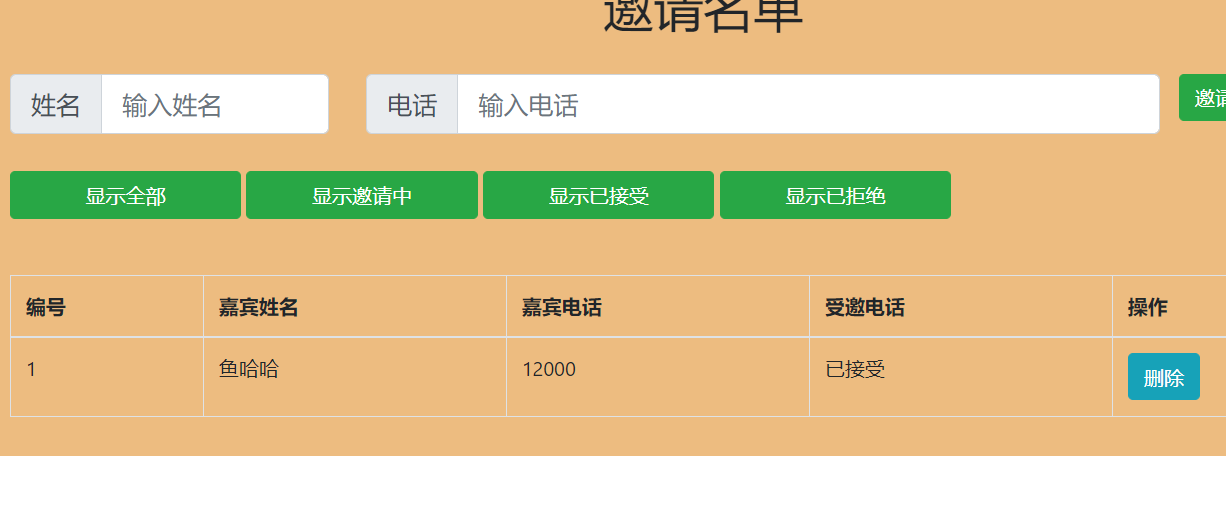 邀请名单
姓名 输入姓名 电话 输入电话 邀请
显示全部 显示邀请中 显示已接受 显示已拒绝
编号 嘉宾姓名 嘉宾电话 受邀电话 操作
1 鱼哈哈 12000 已接受 删除